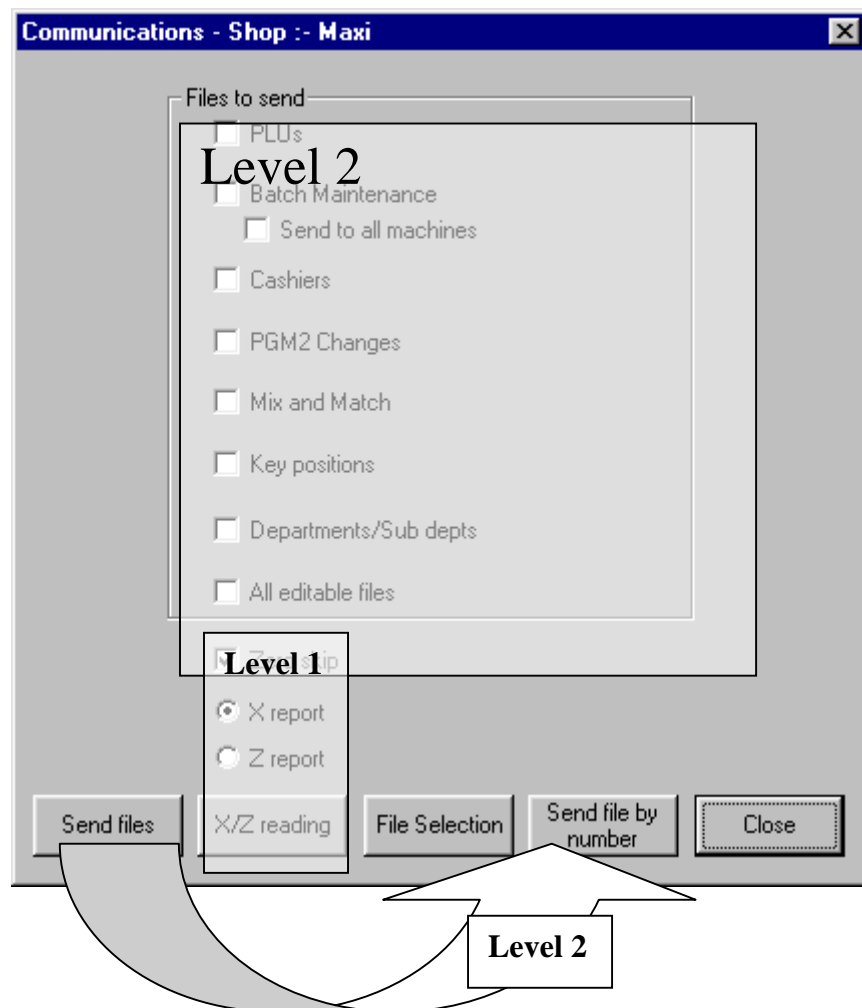 Communications - Shop :- Maxi
Files to send
PLUs
Level 2
Batch Maintenance
Send to all machines
Cashiers
PGM2 Changes
Mix and Match
Key positions
Departments/Sub depts
All editable files
Zero skip
Level 1
X report
Z report
Send files
X/Z reading
File Selection
Send file by
number
Close
Level 2